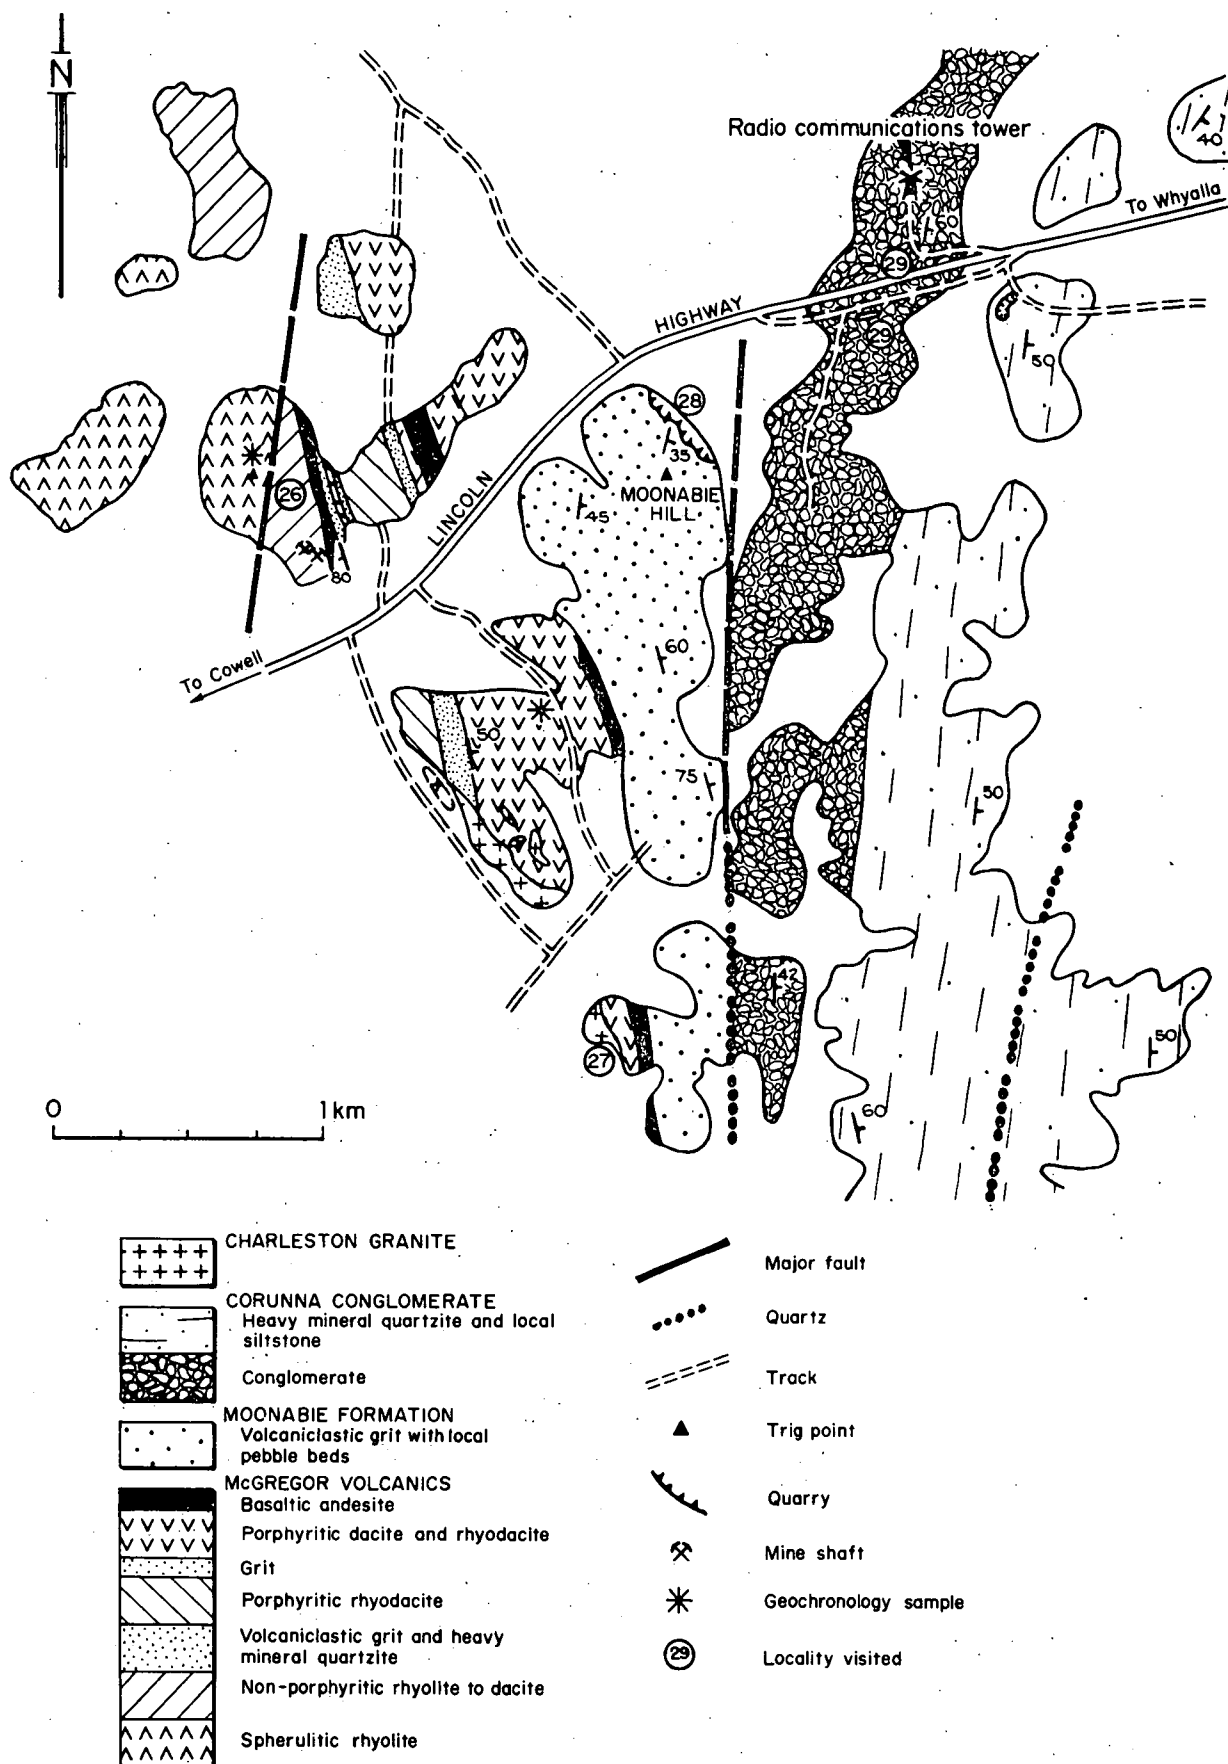 N
Radio communications tower
40
To Whyalla
60
29
HIGHWAY
29
50
28
35
MOONABIE
HILL
45
26
LINCOLN
80
60
To Cowell
50
75
50
42
27
50
60
0
1 km
CHARLESTON GRANITE
CORUNNA CONGLOMERATE
Heavy mineral quartzite and local
siltstone
Conglomerate
MOONABIE FORMATION
Volcaniclastic grit with local
pebble beds
McGREGOR VOLCANICS
Basaltic andesite
Porphyritic dacite and rhyodacite
Grit
Porphyritic rhyodacite
Volcaniclastic grit and heavy
mineral quartzite
Non-porphyritic rhyolite to dacite
Spherulitic rhyolite
Major fault
Quartz
Track
Trig point
Quarry
Mine shaft
Geochronology sample
29
Locality visited